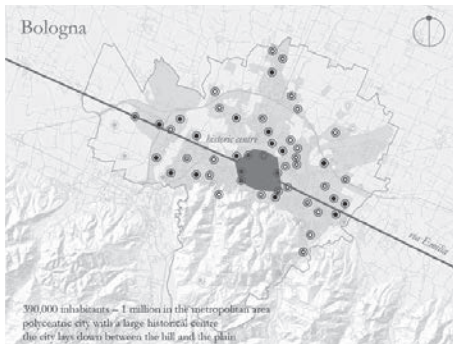 Bologna
historic centre
via Emilia
390,000 inhabitants – 1 million in the metropolitan area
polycentric city with a large historical centre
the city lays down between the hill and the plain